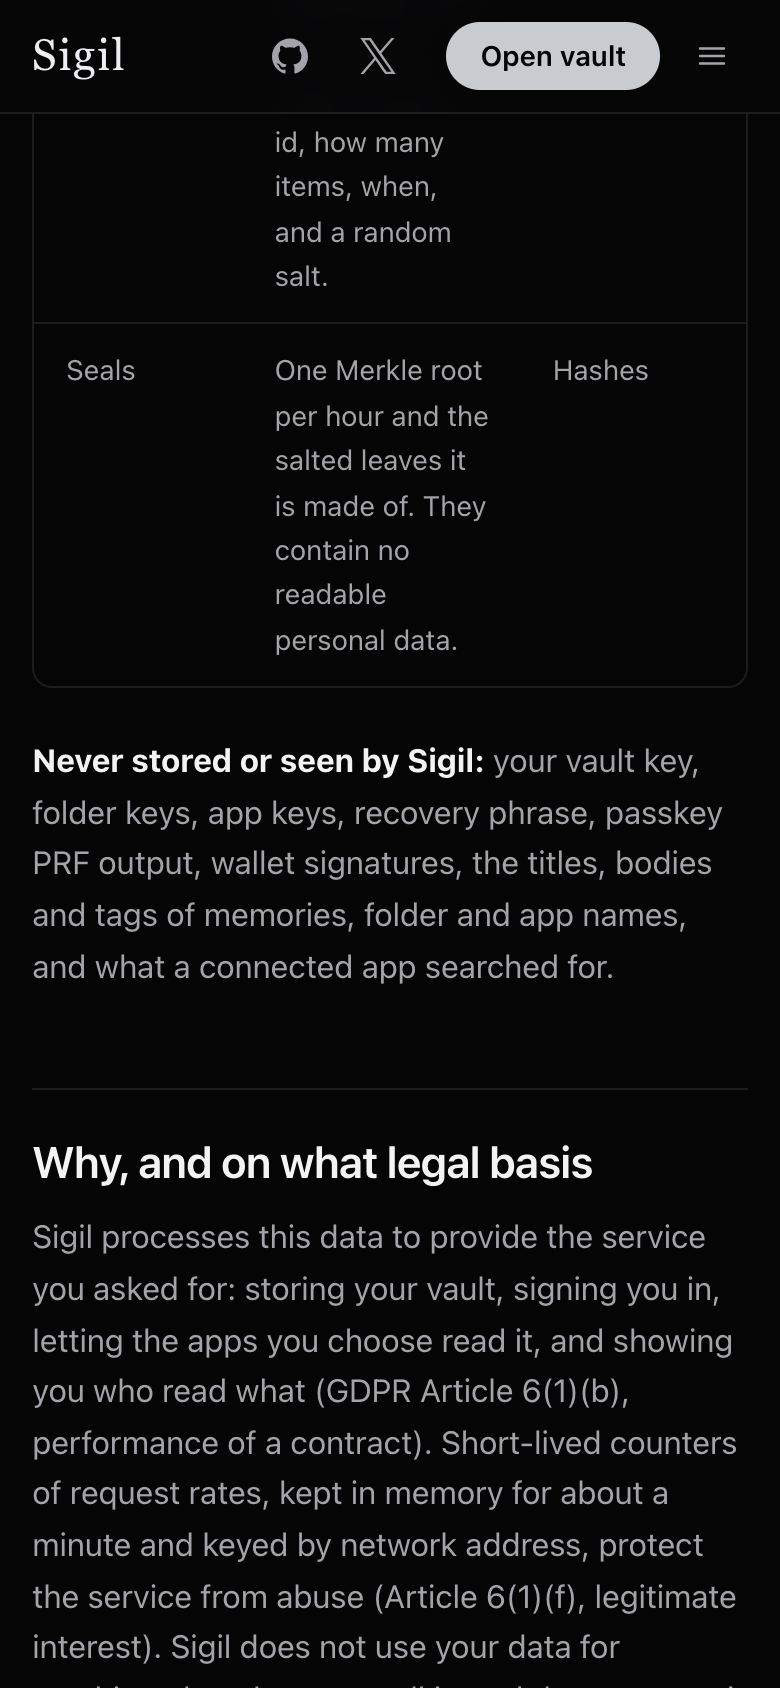 Sigil
Open vault
id, how many
items, when,
and a random
salt.
Seals
One Merkle root
per hour and the
salted leaves it
is made of. They
contain no
readable
personal data.
Hashes
Never stored or seen by Sigil: your vault key,
folder keys, app keys, recovery phrase, passkey
PRF output, wallet signatures, the titles, bodies
and tags of memories, folder and app names,
and what a connected app searched for.
Why, and on what legal basis
Sigil processes this data to provide the service
you asked for: storing your vault, signing you in,
letting the apps you choose read it, and showing
you who read what (GDPR Article 6(1)(b),
performance of a contract). Short-lived counters
of request rates, kept in memory for about a
minute and keyed by network address, protect
the service from abuse (Article 6(1)(f), legitimate
interest). Sigil does not use your data for